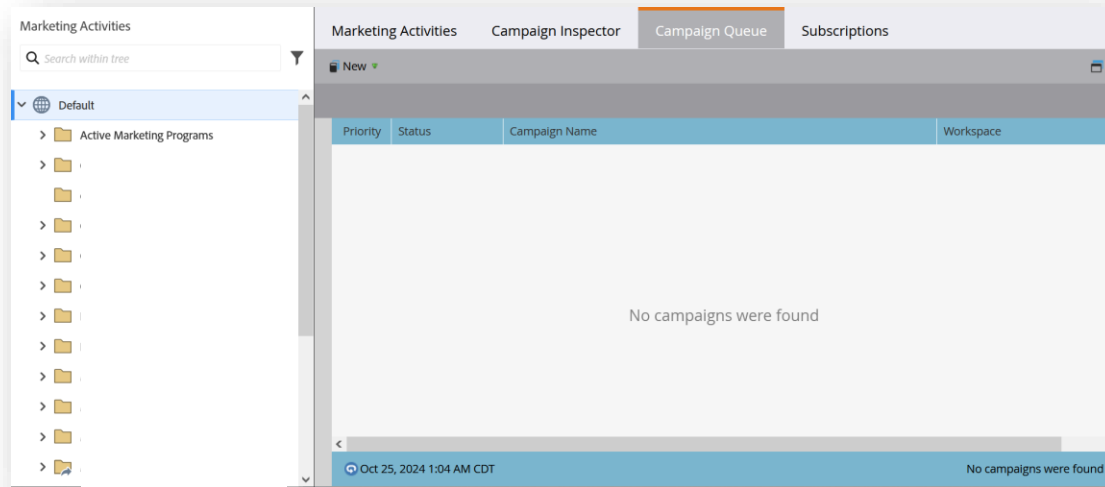 Marketing Activities
Search within tree
Default
Active Marketing Programs
Marketing Activities
Campaign Inspector
Campaign Queue
Subscriptions
New
Priority
Status
Campaign Name
Workspace
No campaigns were found
Oct 25, 2024 1:04 AM CDT
No campaigns were found